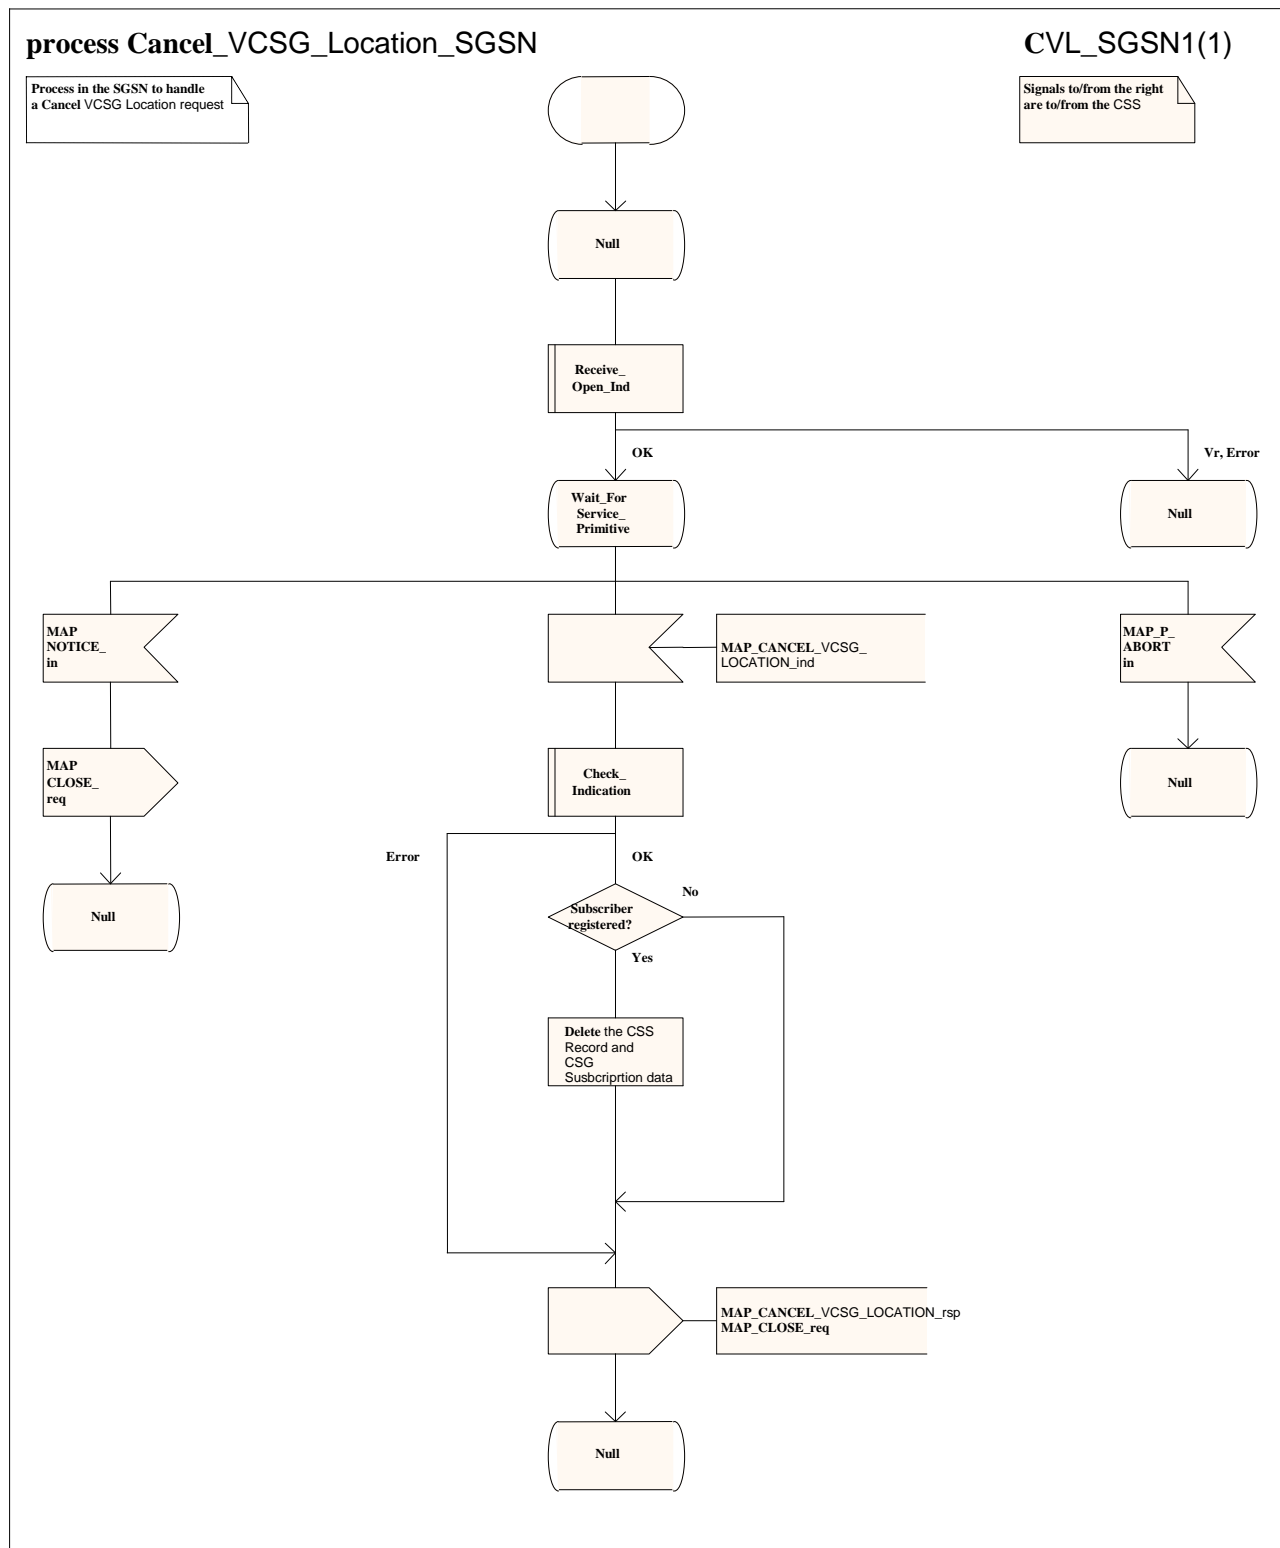 process Cancel_VCSG_Location_SGSN
CVL_SGSN1(1)
Process in the SGSN to handle
a Cancel VCSG Location request
Signals to/from the right
are to/from the CSS
Null
Receive_
Open_Ind
OK
Vr, Error
Wait_For
Service_
Primitive
Null
MAP
NOTICE_
in
MAP_CANCEL_VCSG_
LOCATION_ind
MAP_P_
ABORT
in
MAP
CLOSE_
req
Check_
Indication
Null
Error
OK
No
Subscriber
registered?
Null
Yes
Delete the CSS
Record and
CSG
Susbcriprtion data
MAP_CANCEL_VCSG_LOCATION_rsp
MAP_CLOSE_req
Null